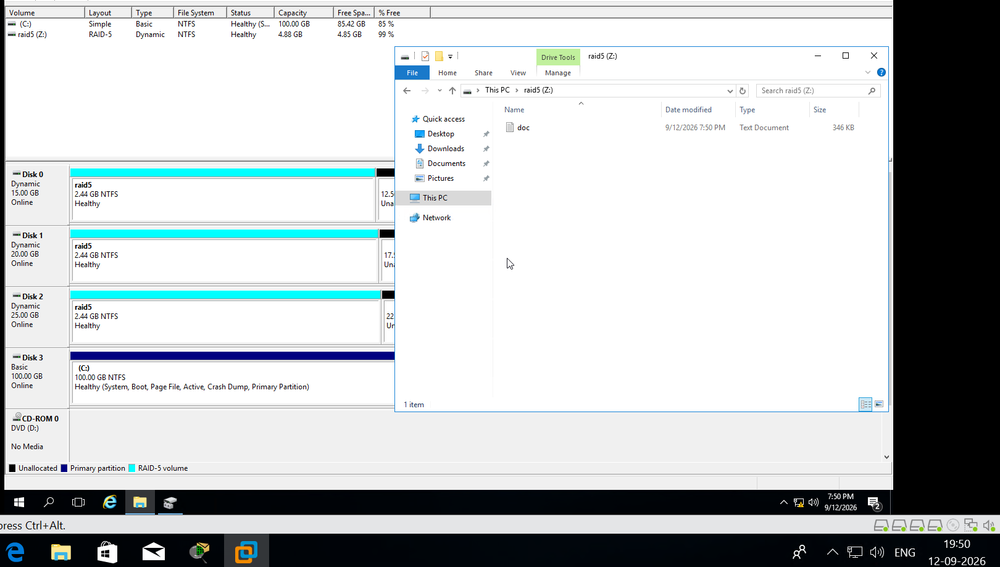 Volume Layout Type File System Status Capacity Free Spa... % Free
(C:) Simple Basic NTFS Healthy (S... 100.00 GB 85.42 GB 85 %
raid5 (Z:) RAID-5 Dynamic NTFS Healthy 4.88 GB 4.85 GB 99 %
Drive Tools raid5 (Z:)
File Home Share View Manage
This PC › raid5 (Z:) Search raid5 (Z:)
Name Date modified Type Size
doc 9/12/2026 7:50 PM Text Document 346 KB
Quick access
Desktop
Downloads
Documents
Pictures
This PC
Network
1 item
Disk 0
Dynamic
15.00 GB
Online
raid5
2.44 GB NTFS
Healthy
12.5
Una
Disk 1
Dynamic
20.00 GB
Online
raid5
2.44 GB NTFS
Healthy
17.
Una
Disk 2
Dynamic
25.00 GB
Online
raid5
2.44 GB NTFS
Healthy
22
Un
Disk 3
Basic
100.00 GB
Online
(C:)
100.00 GB NTFS
Healthy (System, Boot, Page File, Active, Crash Dump, Primary Partition)
CD-ROM 0
DVD (D:)
No Media
Unallocated Primary partition RAID-5 volume
7:50 PM
9/12/2026
2
press Ctrl+Alt.
ENG
19:50
12-09-2026